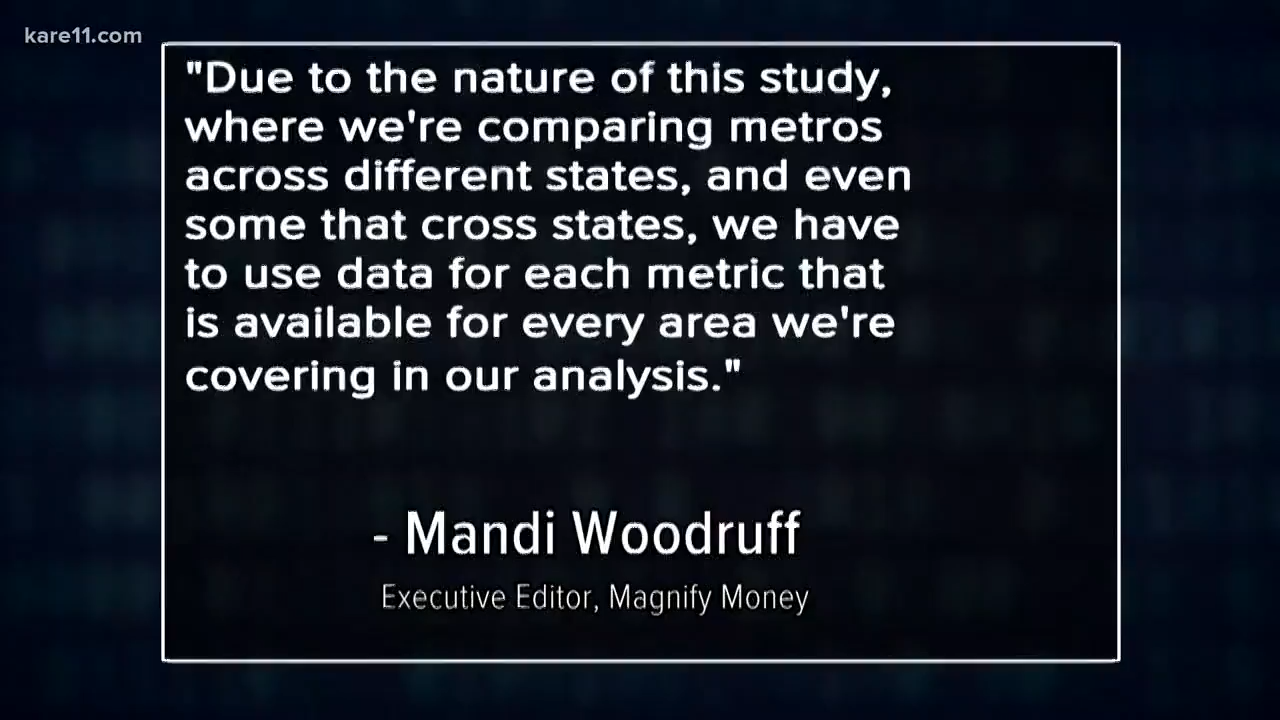 kare11.com
"Due to the nature of this study,
where we're comparing metros
across different states, and even
some that cross states, we have
to use data for each metric that
is available for every area we're
covering in our analysis."
- Mandi Woodruff
Executive Editor, Magnify Money